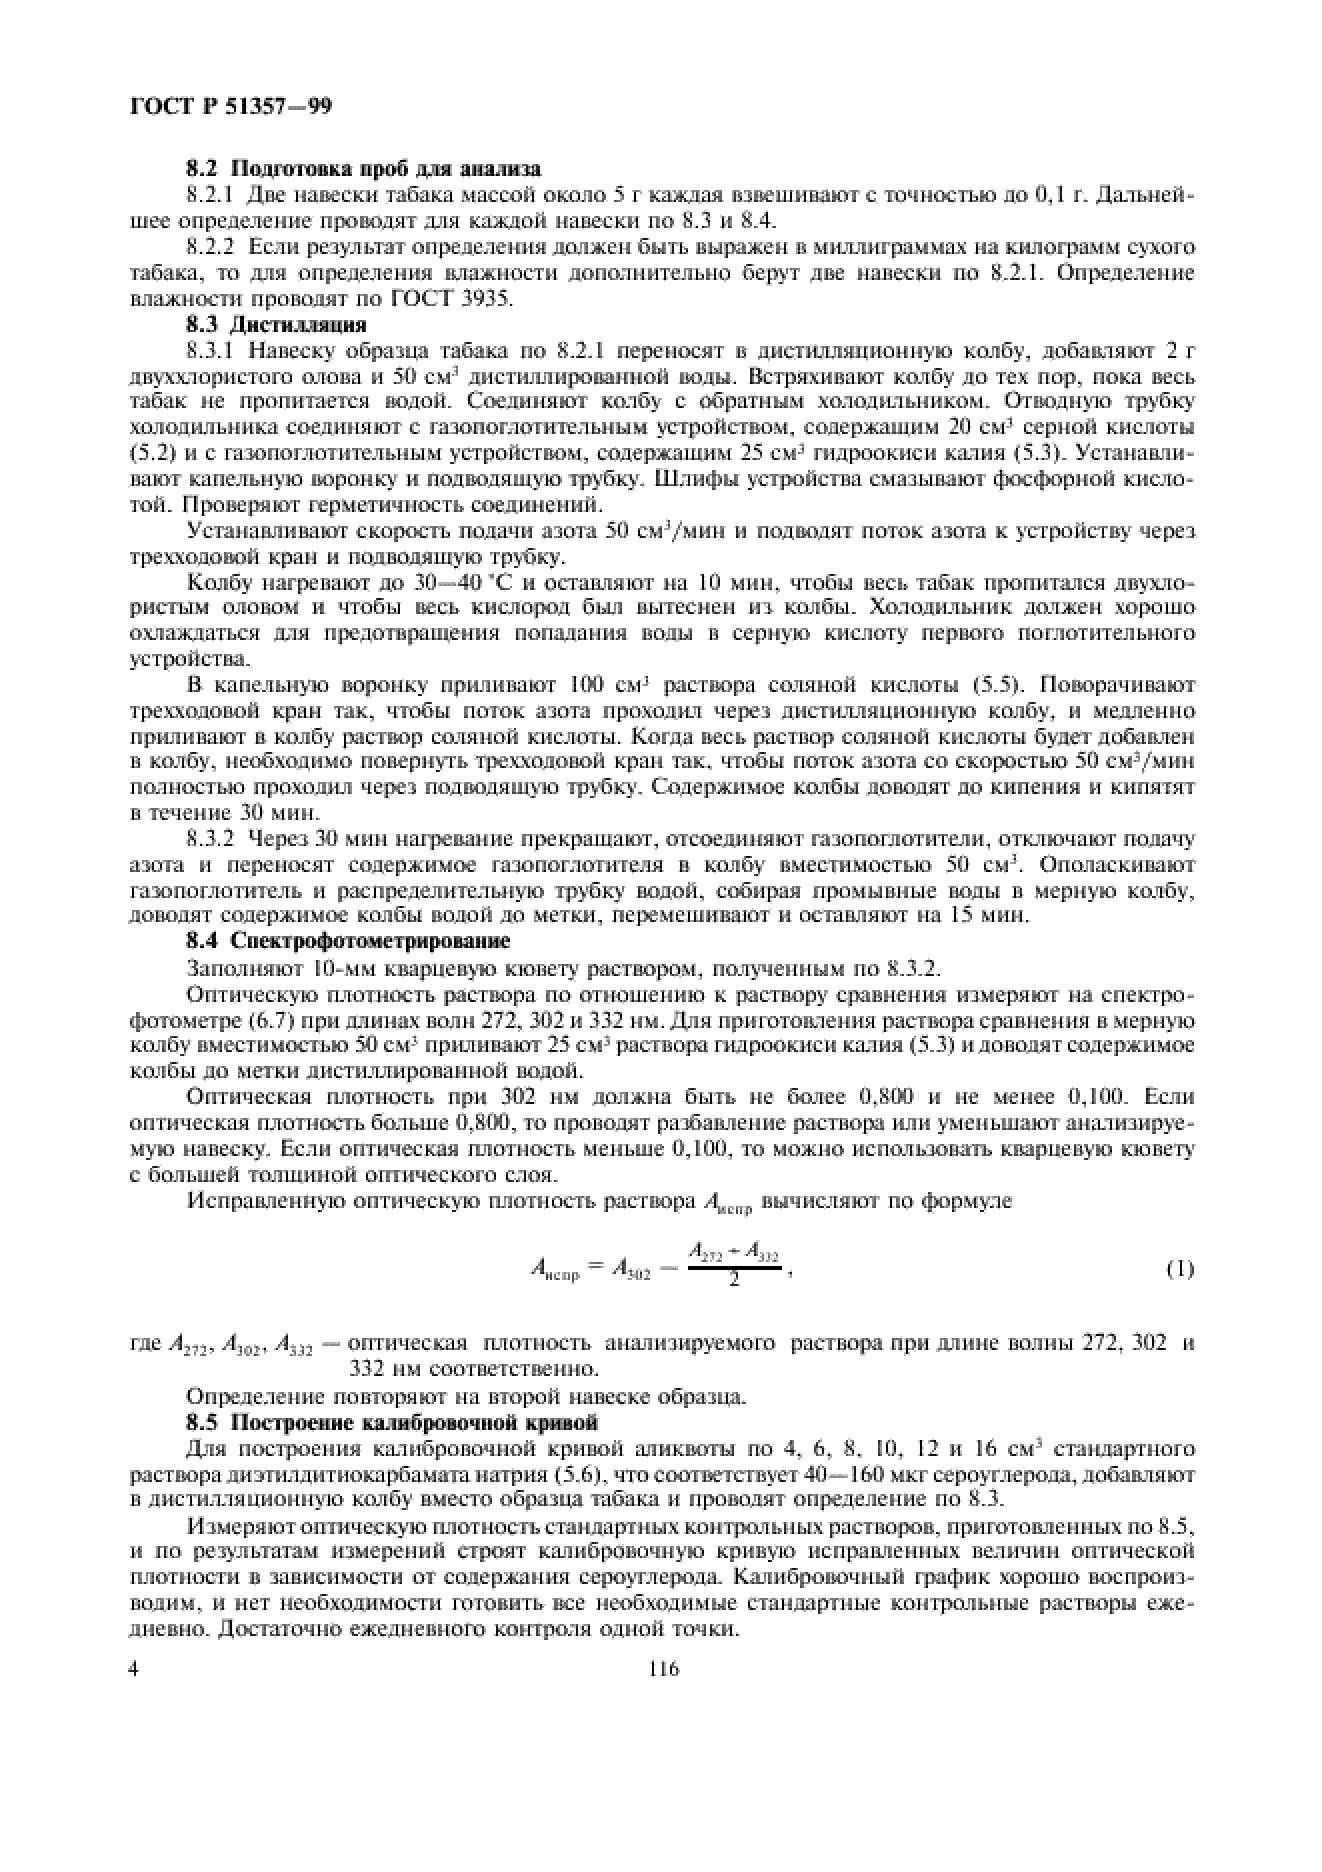 ГОСТ Р 51357—99
8.2 Подготовка проб для анализа
8.2.1 Две навески табака массой около 5 г каждая взвешивают с точностью до 0,1 г. Дальней-
шее определение проводят для каждой навески по 8.3 и 8.4.
8.2.2 Если результат определения должен быть выражен в миллиграммах на килограмм сухого
табака, то для определения влажности дополнительно берут две навески по 8.2.1. Определение
влажности проводят по ГОСТ 3935.
8.3 Дистилляция
8.3.1 Навеску образца табака по 8.2.1 переносят в дистилляционную колбу, добавляют 2 г
двуххлористого олова и 50 см³ дистиллированной воды. Встряхивают колбу до тех пор, пока весь
табак не пропитается водой. Соединяют колбу с обратным холодильником. Отводную трубку
холодильника соединяют с газопоглотительным устройством, содержащим 20 см³ серной кислоты
(5.2) и с газопоглотительным устройством, содержащим 25 см³ гидроокиси калия (5.3). Устанавли-
вают капельную воронку и подводящую трубку. Шлифы устройства смазывают фосфорной кисло-
той. Проверяют герметичность соединений.
Устанавливают скорость подачи азота 50 см³/мин и подводят поток азота к устройству через
трехходовой кран и подводящую трубку.
Колбу нагревают до 30—40 °С и оставляют на 10 мин, чтобы весь табак пропитался двухло-
ристым оловом и чтобы весь кислород был вытеснен из колбы. Холодильник должен хорошо
охлаждаться для предотвращения попадания воды в серную кислоту первого поглотительного
устройства.
В капельную воронку приливают 100 см³ раствора соляной кислоты (5.5). Поворачивают
трехходовой кран так, чтобы поток азота проходил через дистилляционную колбу, и медленно
приливают в колбу раствор соляной кислоты. Когда весь раствор соляной кислоты будет добавлен
в колбу, необходимо повернуть трехходовой кран так, чтобы поток азота со скоростью 50 см³/мин
полностью проходил через подводящую трубку. Содержимое колбы доводят до кипения и кипятят
в течение 30 мин.
8.3.2 Через 30 мин нагревание прекращают, отсоединяют газопоглотители, отключают подачу
азота и переносят содержимое газопоглотителя в колбу вместимостью 50 см³. Ополаскивают
газопоглотитель и распределительную трубку водой, собирая промывные воды в мерную колбу,
доводят содержимое колбы водой до метки, перемешивают и оставляют на 15 мин.
8.4 Спектрофотометрирование
Заполняют 10-мм кварцевую кювету раствором, полученным по 8.3.2.
Оптическую плотность раствора по отношению к раствору сравнения измеряют на спектро-
фотометре (6.7) при длинах волн 272, 302 и 332 нм. Для приготовления раствора сравнения в мерную
колбу вместимостью 50 см³ приливают 25 см³ раствора гидроокиси калия (5.3) и доводят содержимое
колбы до метки дистиллированной водой.
Оптическая плотность при 302 нм должна быть не более 0,800 и не менее 0,100. Если
оптическая плотность больше 0,800, то проводят разбавление раствора или уменьшают анализируе-
мую навеску. Если оптическая плотность меньше 0,100, то можно использовать кварцевую кювету
с большей толщиной оптического слоя.
Исправленную оптическую плотность раствора Aиспр вычисляют по формуле
Aиспр = A302 — (A272 + A332)/2 , (1)
где A272, A302, A332 — оптическая плотность анализируемого раствора при длине волны 272, 302 и
332 нм соответственно.
Определение повторяют на второй навеске образца.
8.5 Построение калибровочной кривой
Для построения калибровочной кривой аликвоты по 4, 6, 8, 10, 12 и 16 см³ стандартного
раствора диэтилдитиокарбамата натрия (5.6), что соответствует 40—160 мкг сероуглерода, добавляют
в дистилляционную колбу вместо образца табака и проводят определение по 8.3.
Измеряют оптическую плотность стандартных контрольных растворов, приготовленных по 8.5,
и по результатам измерений строят калибровочную кривую исправленных величин оптической
плотности в зависимости от содержания сероуглерода. Калибровочный график хорошо воспроиз-
водим, и нет необходимости готовить все необходимые стандартные контрольные растворы еже-
дневно. Достаточно ежедневного контроля одной точки.
4 116